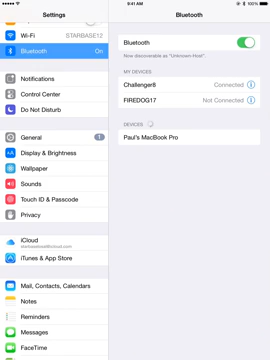 9:41 AM
100%
Settings
Bluetooth
Wi-Fi STARBASE12
Bluetooth On
Notifications
Control Center
Do Not Disturb
General 1
Display & Brightness
Wallpaper
Sounds
Touch ID & Passcode
Privacy
iCloud
iTunes & App Store
Mail, Contacts, Calendars
Notes
Reminders
Messages
FaceTime
Bluetooth
Now discoverable as "Unknown-Host".
MY DEVICES
Challenger8 Connected
FIREDOG17 Not Connected
DEVICES
Paul's MacBook Pro